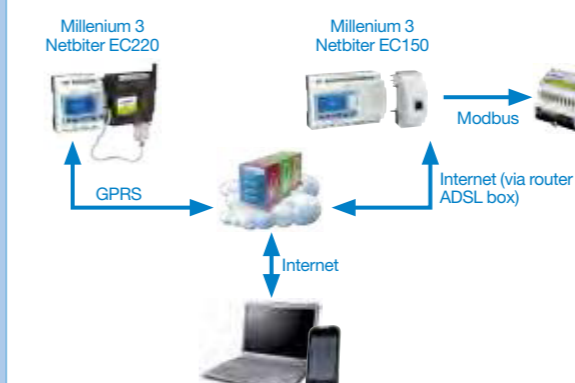 Millenium 3
Netbiter EC220
Millenium 3
Netbiter EC150
Modbus
GPRS
Internet (via router
ADSL box)
Internet